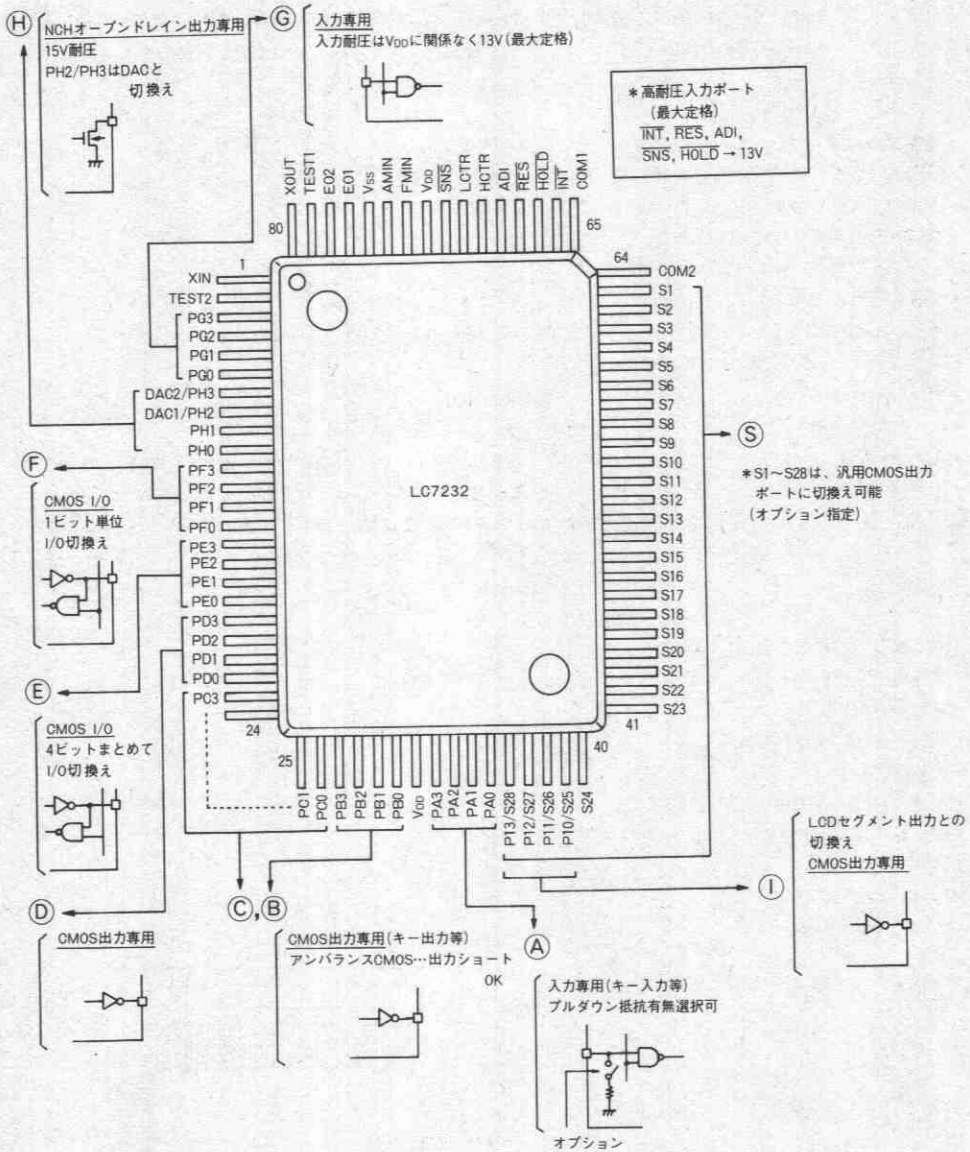 Ⓗ
NCHオープンドレイン出力専用
15V耐圧
PH2/PH3はDACと
切換え
Ⓖ
入力専用
入力耐圧はVDDに関係なく13V(最大定格)
*高耐圧入力ポート
(最大定格)
I̅N̅T̅, R̅E̅S̅, ADI,
S̅N̅S̅, H̅O̅L̅D̅→13V
80
XOUT
TEST1
EO2
EO1
VSS
AMIN
FMIN
VDD
S̅N̅S̅
LCTR
HCTR
ADI
R̅E̅S̅
H̅O̅L̅D̅
I̅N̅T̅
COM1
65
1
XIN
TEST2
PG3
PG2
PG1
PG0
DAC2/PH3
DAC1/PH2
PH1
PH0
PF3
PF2
PF1
PF0
PE3
PE2
PE1
PE0
PD3
PD2
PD1
PD0
PC3
24
LC7232
64
COM2
S1
S2
S3
S4
S5
S6
S7
S8
S9
S10
S11
S12
S13
S14
S15
S16
S17
S18
S19
S20
S21
S22
S23
41
Ⓢ
*S1~S28は、汎用CMOS出力
ポートに切換え可能
(オプション指定)
Ⓕ
CMOS I/O
1ビット単位
I/O切換え
Ⓔ
CMOS I/O
4ビットまとめて
I/O切換え
Ⓓ
CMOS出力専用
25
PC1
PC0
PB3
PB2
PB1
PB0
VDD
PA3
PA2
PA1
PA0
P13/S28
P12/S27
P11/S26
P10/S25
S24
40
Ⓒ,Ⓑ
CMOS出力専用(キー出力等)
アンバランスCMOS…出力ショート
OK
Ⓐ
入力専用(キー入力等)
プルダウン抵抗有無選択可
オプション
Ⓘ
LCDセグメント出力との
切換え
CMOS出力専用